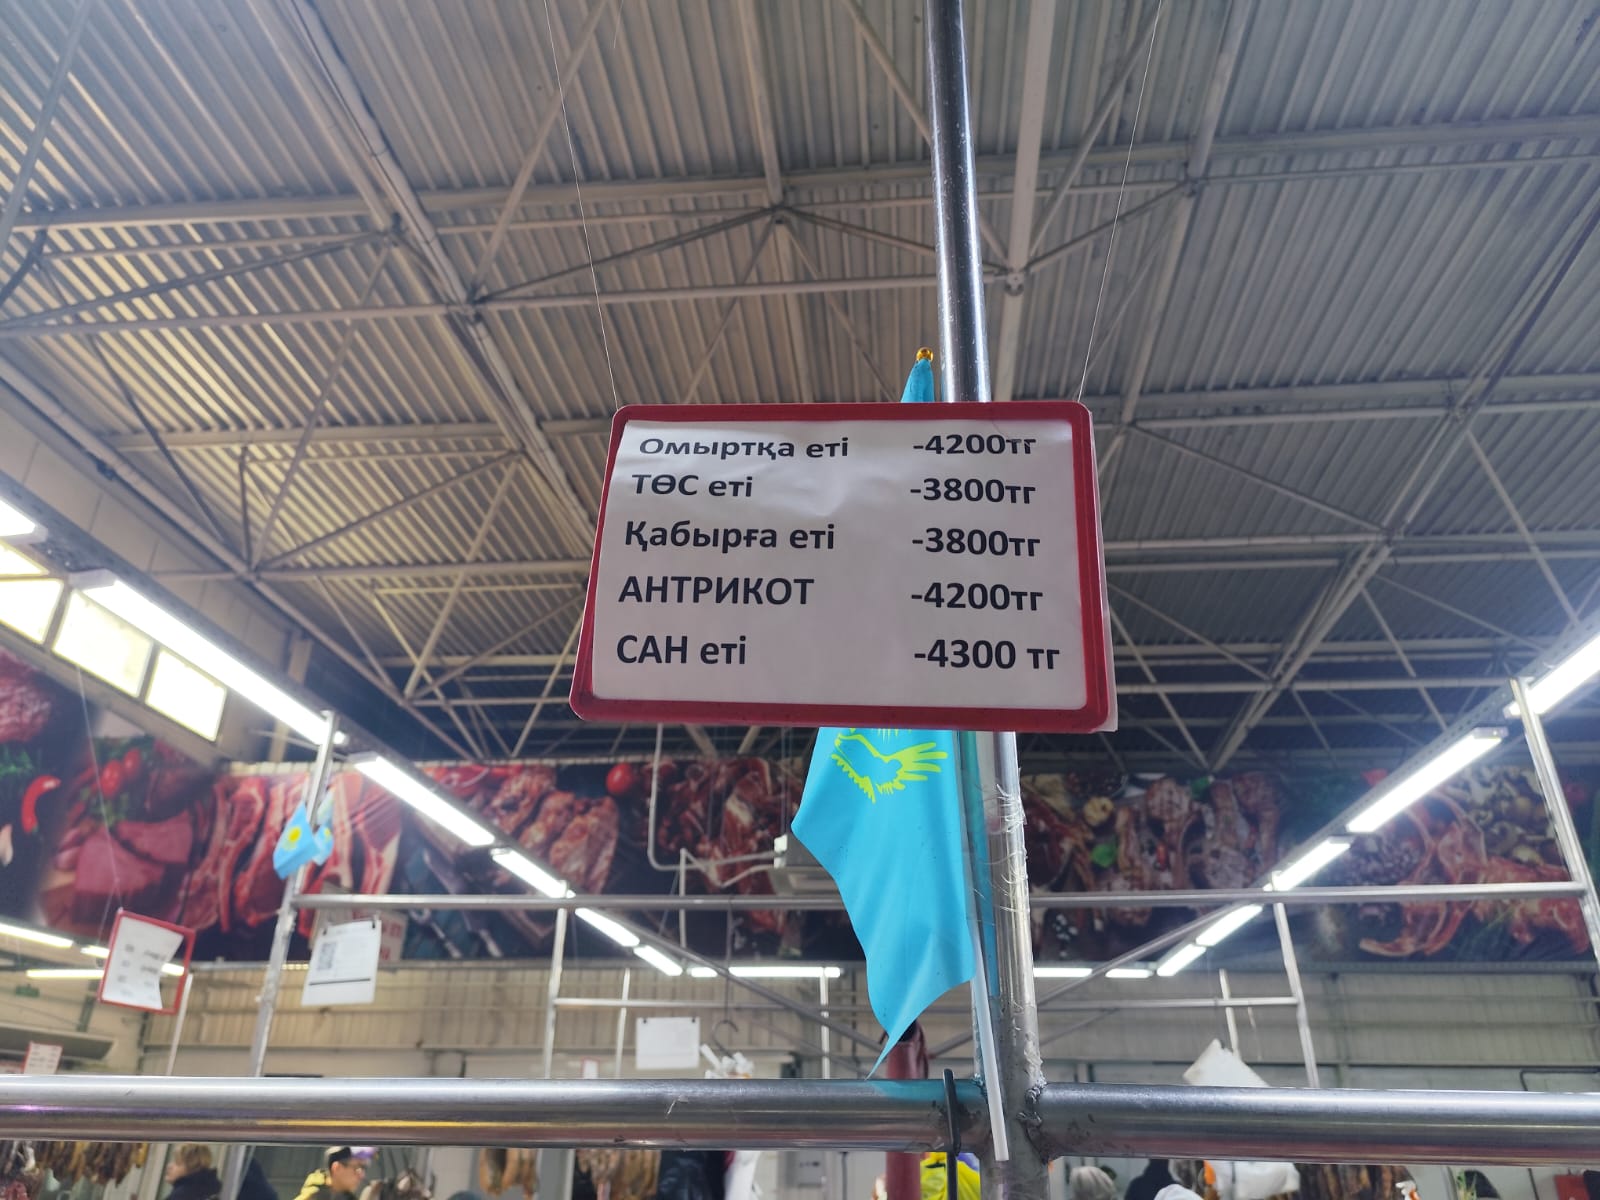 Омыртқа еті -4200тг
ТӨС еті -3800тг
Қабырға еті -3800тг
АНТРИКОТ -4200тг
САН еті -4300 тг